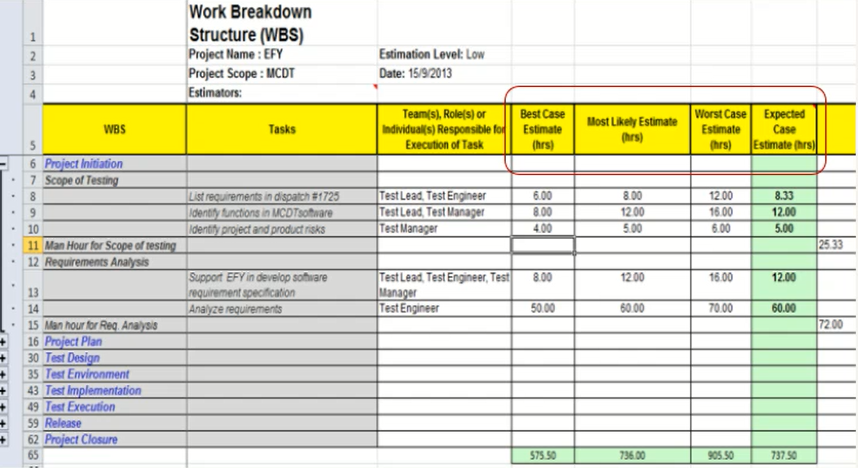 Work Breakdown
1 Structure (WBS)
2 Project Name : EFY Estimation Level: Low
3 Project Scope : MCDT Date: 15/9/2013
4 Estimators:
Team(s), Role(s) or Best Case Worst Case Expected
WBS Tasks Individual(s) Responsible for Estimate Most Likely Estimate Estimate Case
5 Execution of Task (hrs) (hrs) (hrs) Estimate (hrs)
6 Project Initiation
7 Scope of Testing
8 List requirements in dispatch #1725 Test Lead, Test Engineer 6.00 8.00 12.00 8.33
9 Identify functions in MCDTsoftware Test Lead, Test Manager 8.00 12.00 16.00 12.00
10 Identify project and product risks Test Manager 4.00 5.00 6.00 5.00
11 Man Hour for Scope of testing 25.33
12 Requirements Analysis
Support EFY in develop software Test Lead, Test Engineer, Test 8.00 12.00 16.00 12.00
13 requirement specification Manager
14 Analyze requirements Test Engineer 50.00 60.00 70.00 60.00
15 Man hour for Req. Analysis 72.00
16 Project Plan
30 Test Design
35 Test Environment
43 Test Implementation
49 Test Execution
59 Release
62 Project Closure
65 575.50 736.00 905.50 737.50